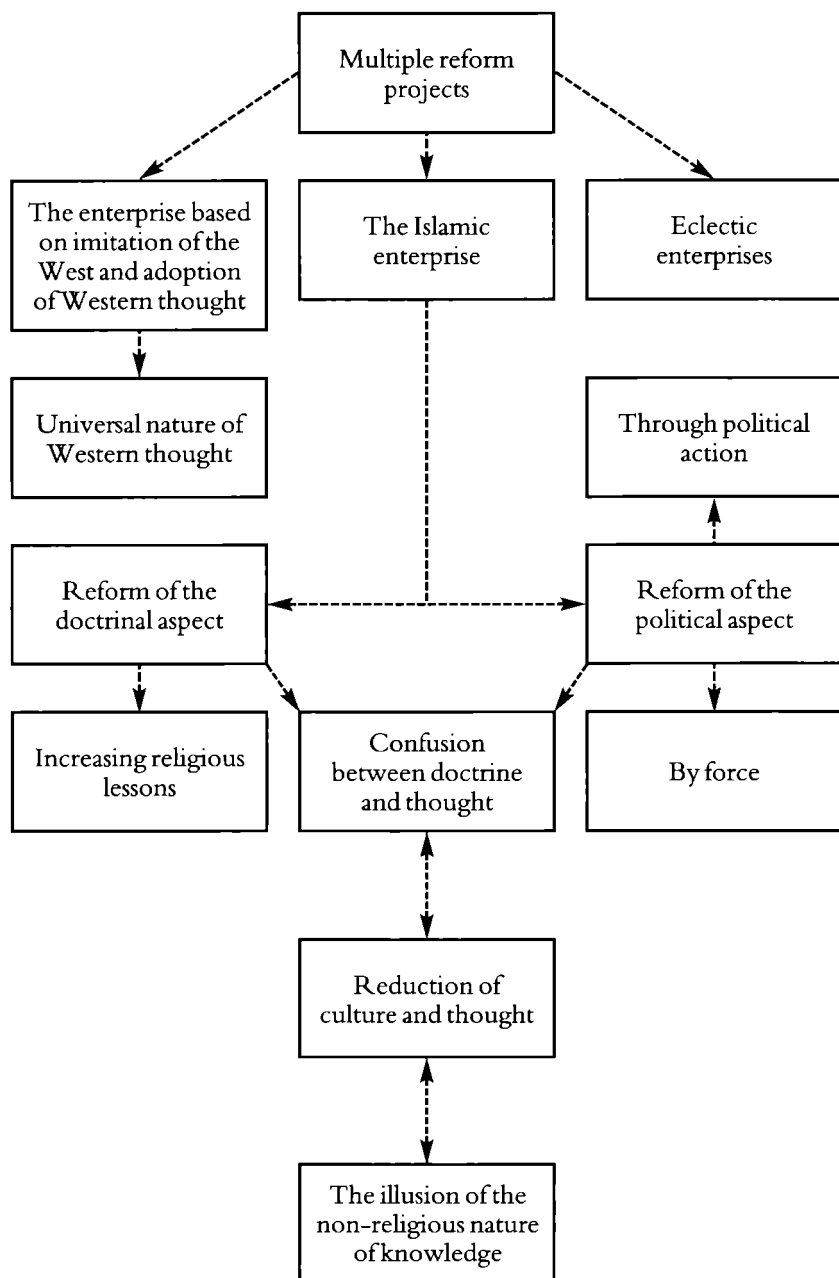 Multiple reform
projects
The enterprise based
on imitation of the
West and adoption
of Western thought
The Islamic
enterprise
Eclectic
enterprises
Universal nature of
Western thought
Through political
action
Reform of the
doctrinal aspect
Reform of the
political aspect
Increasing religious
lessons
Confusion
between doctrine
and thought
By force
Reduction of
culture and thought
The illusion of the
non-religious nature
of knowledge